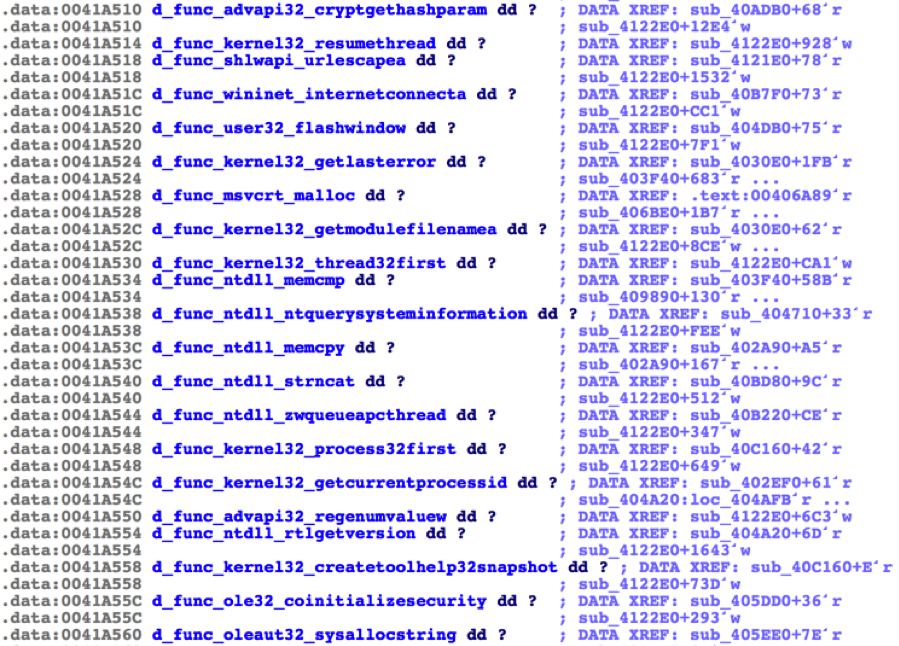 .data:0041A510 d_func_advapi32_cryptgethashparam dd ? ; DATA XREF: sub_40ADB0+68↑r
.data:0041A510 ; sub_4122E0+12E4↑w
.data:0041A514 d_func_kernel32_resumethread dd ? ; DATA XREF: sub_4122E0+928↑w
.data:0041A518 d_func_shlwapi_urlescapea dd ? ; DATA XREF: sub_4121E0+78↑r
.data:0041A518 ; sub_4122E0+1532↑w
.data:0041A51C d_func_wininet_internetconnecta dd ? ; DATA XREF: sub_40B7F0+73↑r
.data:0041A51C ; sub_4122E0+CC1↑w
.data:0041A520 d_func_user32_flashwindow dd ? ; DATA XREF: sub_404DB0+75↑r
.data:0041A520 ; sub_4122E0+7F1↑w
.data:0041A524 d_func_kernel32_getlasterror dd ? ; DATA XREF: sub_4030E0+1FB↑r
.data:0041A524 ; sub_403F40+683↑r ...
.data:0041A528 d_func_msvcrt_malloc dd ? ; DATA XREF: .text:00406A89↑r
.data:0041A528 ; sub_406BE0+1B7↑r ...
.data:0041A52C d_func_kernel32_getmodulefilenamea dd ? ; DATA XREF: sub_4030E0+62↑r
.data:0041A52C ; sub_4122E0+8CE↑w ...
.data:0041A530 d_func_kernel32_thread32first dd ? ; DATA XREF: sub_4122E0+CA1↑w
.data:0041A534 d_func_ntdll_memcmp dd ? ; DATA XREF: sub_403F40+58B↑r
.data:0041A534 ; sub_409890+130↑r ...
.data:0041A538 d_func_ntdll_ntquerysysteminformation dd ? ; DATA XREF: sub_404710+33↑r
.data:0041A538 ; sub_4122E0+FEE↑w
.data:0041A53C d_func_ntdll_memcpy dd ? ; DATA XREF: sub_402A90+A5↑r
.data:0041A53C ; sub_402A90+167↑r ...
.data:0041A540 d_func_ntdll_strncat dd ? ; DATA XREF: sub_40BD80+9C↑r
.data:0041A540 ; sub_4122E0+512↑w
.data:0041A544 d_func_ntdll_zwqueueapcthread dd ? ; DATA XREF: sub_40B220+CE↑r
.data:0041A544 ; sub_4122E0+347↑w
.data:0041A548 d_func_kernel32_process32first dd ? ; DATA XREF: sub_40C160+42↑r
.data:0041A548 ; sub_4122E0+649↑w
.data:0041A54C d_func_kernel32_getcurrentprocessid dd ? ; DATA XREF: sub_402EF0+61↑r
.data:0041A54C ; sub_404A20:loc_404AFB↑r ...
.data:0041A550 d_func_advapi32_regenumvaluew dd ? ; DATA XREF: sub_4122E0+6C3↑w
.data:0041A554 d_func_ntdll_rtlgetversion dd ? ; DATA XREF: sub_404A20+6D↑r
.data:0041A554 ; sub_4122E0+1643↑w
.data:0041A558 d_func_kernel32_createtoolhelp32snapshot dd ? ; DATA XREF: sub_40C160+E↑r
.data:0041A558 ; sub_4122E0+73D↑w
.data:0041A55C d_func_ole32_coinitializesecurity dd ? ; DATA XREF: sub_405DD0+36↑r
.data:0041A55C ; sub_4122E0+293↑w
.data:0041A560 d_func_oleaut32_sysallocstring dd ? ; DATA XREF: sub_405EE0+7E↑r